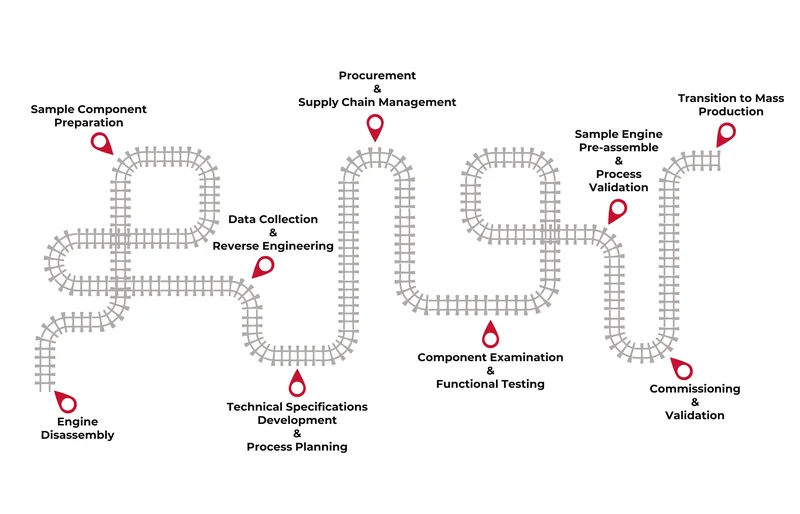 Procurement
&
Supply Chain Management
Sample Component
Preparation
Transition to Mass
Production
Sample Engine
Pre-assemble
&
Process
Validation
Data Collection
&
Reverse Engineering
Component Examination
&
Functional Testing
Commissioning
&
Validation
Technical Specifications
Development
&
Process Planning
Engine
Disassembly